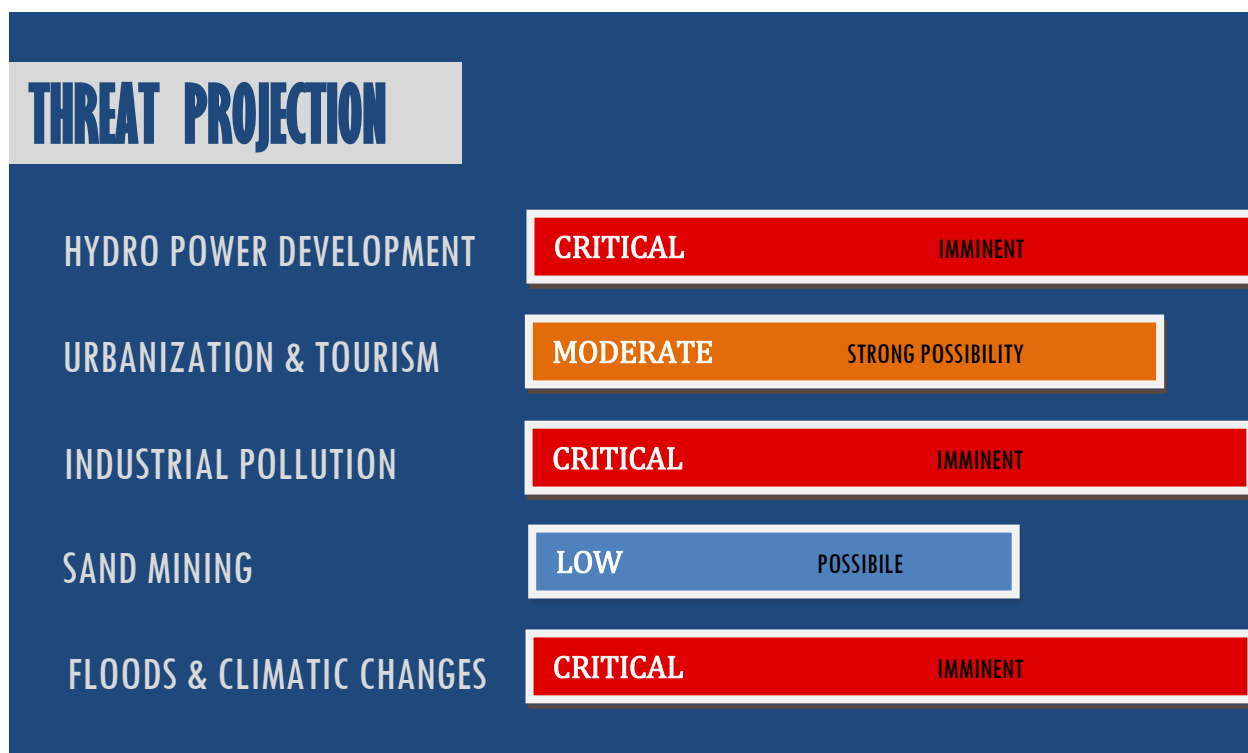 THREAT PROJECTION
HYDRO POWER DEVELOPMENT CRITICAL IMMINENT
URBANIZATION & TOURISM MODERATE STRONG POSSIBILITY
INDUSTRIAL POLLUTION CRITICAL IMMINENT
SAND MINING LOW POSSIBILE
FLOODS & CLIMATIC CHANGES CRITICAL IMMINENT